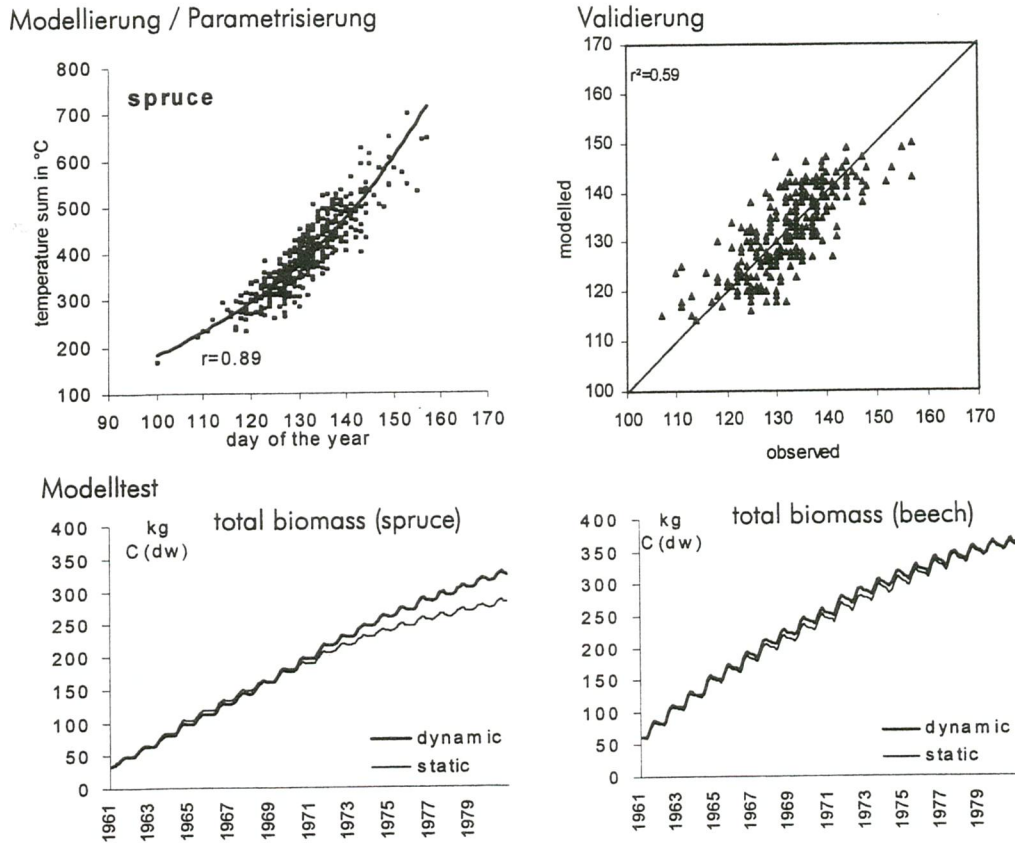 Modellierung / Parametrisierung
800
700
600
500
400
300
200
100
temperature sum in °C
spruce
r=0.89
90 100 110 120 130 140 150 160 170
day of the year
Validierung
170
160
150
140
130
120
110
100
modelled
r²=0.59
100 110 120 130 140 150 160 170
observed
Modelltest
total biomass (spruce)
kg
C (dw)
400
350
300
250
200
150
100
50
0
dynamic
static
1961 1963 1965 1967 1969 1971 1973 1975 1977 1979
total biomass (beech)
kg
C (dw)
400
350
300
250
200
150
100
50
0
dynamic
static
1961 1963 1965 1967 1969 1971 1973 1975 1977 1979